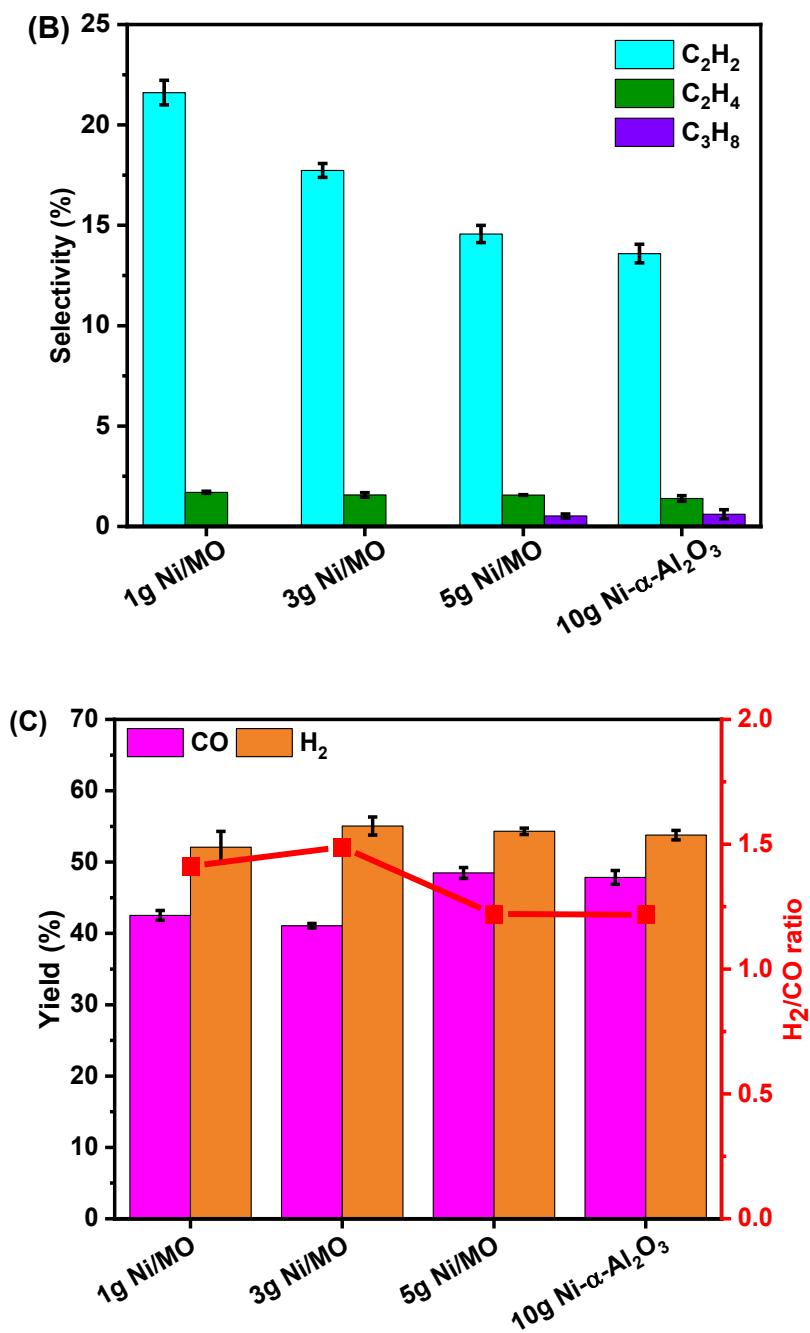 (B)
25
20
15
10
5
0
Selectivity (%)
C₂H₂
C₂H₄
C₃H₈
1g Ni/MO
3g Ni/MO
5g Ni/MO
10g Ni-α-Al₂O₃
(C)
70
60
50
40
30
20
10
0
Yield (%)
CO
H₂
2.0
1.5
1.0
0.5
0.0
H₂/CO ratio
1g Ni/MO
3g Ni/MO
5g Ni/MO
10g Ni-α-Al₂O₃